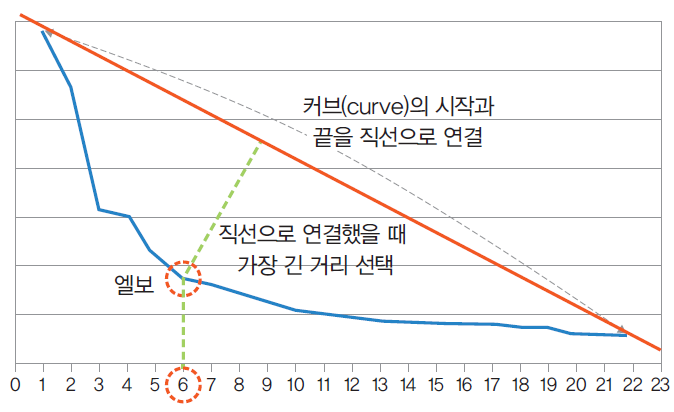 커브(curve)의 시작과
끝을 직선으로 연결
직선으로 연결했을 때
가장 긴 거리 선택
엘보
0 1 2 3 4 5 6 7 8 9 10 11 12 13 14 15 16 17 18 19 20 21 22 23